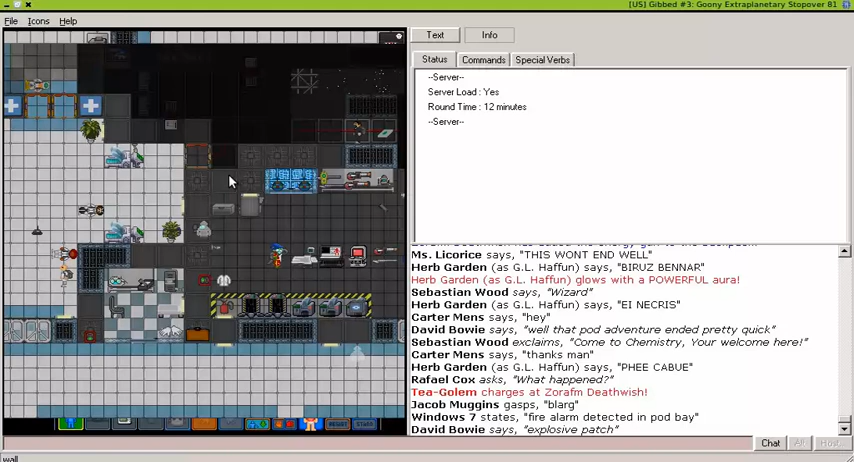 [US] Gibbed #3: Goony Extraplanetary Stopover 81
File Icons Help
Text Info
Status Commands Special Verbs
--Server--
Server Load : Yes
Round Time : 12 minutes
--Server--
Ms. Licorice says, "THIS WONT END WELL"
Herb Garden (as G.L. Haffun) says, "BIRUZ BENNAR"
Herb Garden (as G.L. Haffun) glows with a POWERFUL aura!
Sebastian Wood says, "Wizard"
Herb Garden (as G.L. Haffun) says, "EI NECRIS"
Carter Mens says, "hey"
David Bowie says, "well that pod adventure ended pretty quick"
Sebastian Wood exclaims, "Come to Chemistry, Your welcome here!"
Carter Mens says, "thanks man"
Herb Garden (as G.L. Haffun) says, "PHEE CABUE"
Rafael Cox asks, "What happened?"
Tea-Golem charges at Zorafm Deathwish!
Jacob Muggins gasps, "blarg"
Windows 7 states, "fire alarm detected in pod bay"
David Bowie says, "explosive patch"
Chat Alt Host
wall